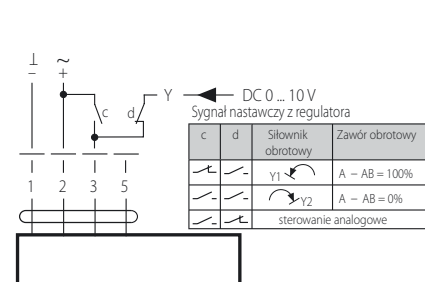 ⊥ ~
− +
c d Y DC 0 ... 10 V
Sygnał nastawczy z regulatora
c d Siłownik obrotowy Zawór obrotowy
Y1 A – AB = 100%
Y2 A – AB = 0%
sterowanie analogowe
1 2 3 5